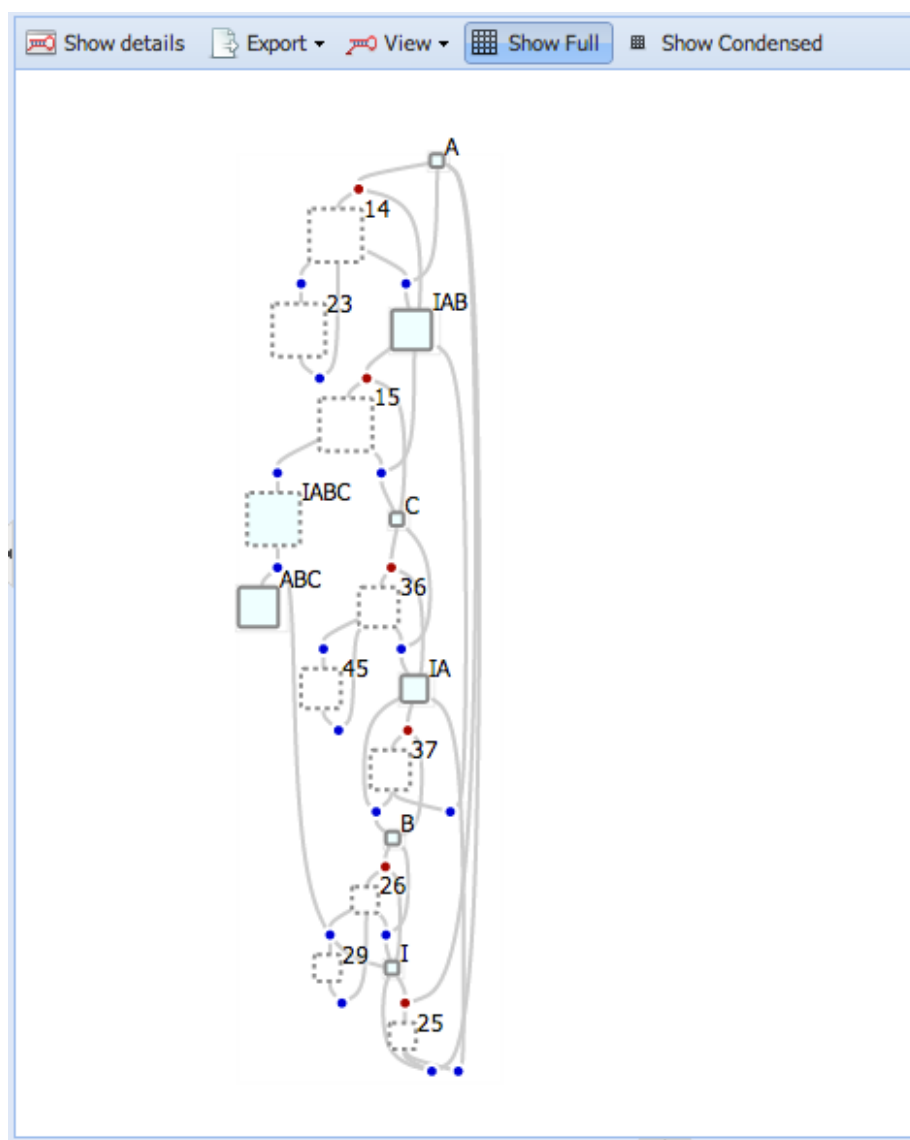 Show details Export View Show Full Show Condensed
A
14
23
IAB
15
IABC
C
ABC
36
45
IA
37
B
26
29
I
25